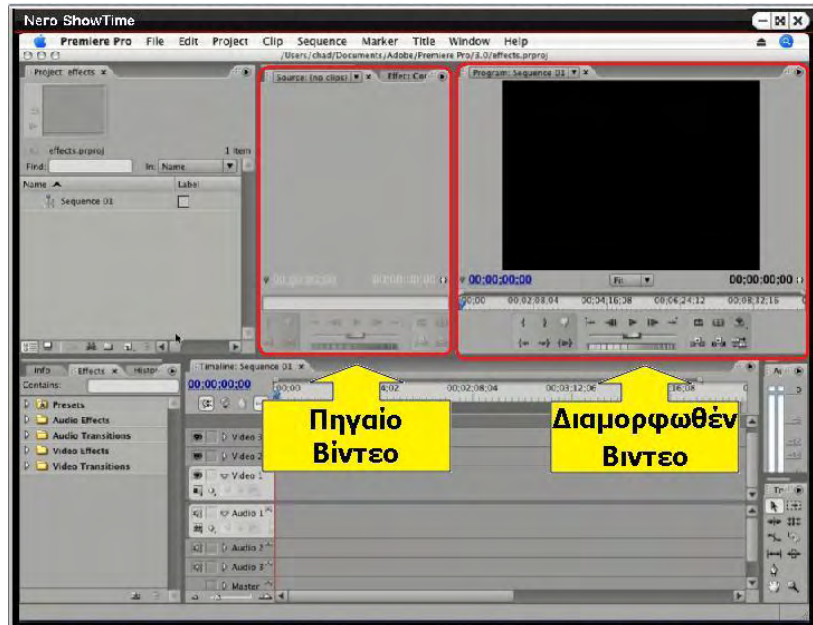 Nero ShowTime
Premiere Pro File Edit Project Clip Sequence Marker Title Window Help
/Users/chad/Documents/Adobe/Premiere Pro/3.0/effects.prproj
Project: effects
Source: (no clips)
Program: Sequence 01
effects.prproj
1 item
Find:
In: Name
Name
Label
Sequence 01
00;00;00;00
Fit
00;00;00;00
00;02;08;04 00;04;16;08 00;06;24;12 00;08;32;16
Info
Effects
Contains:
Presets
Audio Effects
Audio Transitions
Video Effects
Video Transitions
Timeline: Sequence 01
00;00;00;00
00;02;08;04 00;03;12;06
Video 3
Video 2
Video 1
Audio 1
Audio 2
Audio 3
Master
Πηγαίο
Βίντεο
Διαμορφωθέν
Βιντεο